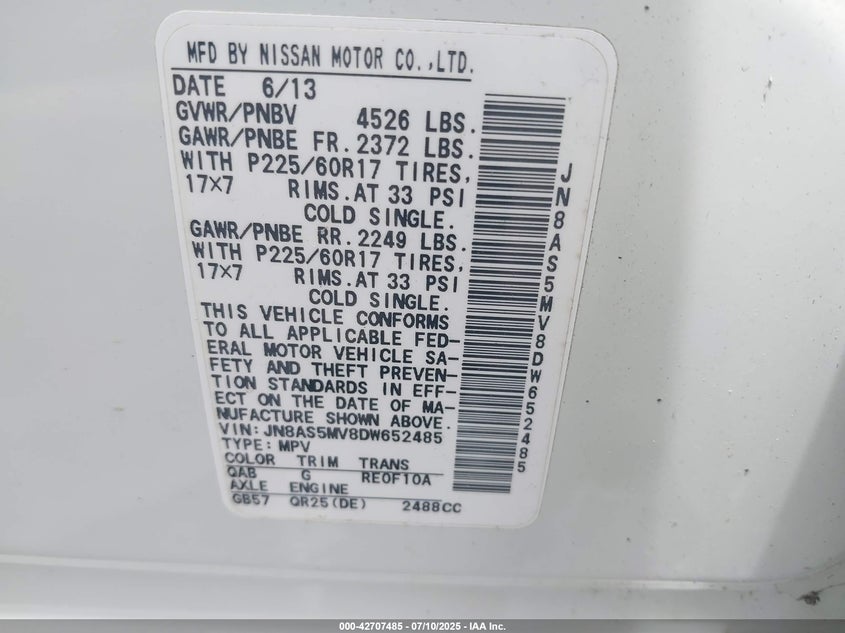 MFD BY NISSAN MOTOR CO.,LTD.
DATE 6/13
GVWR/PNBV 4526 LBS.
GAWR/PNBE FR.2372 LBS.
WITH P225/60R17 TIRES,
17×7 RIMS.AT 33 PSI
COLD SINGLE.
GAWR/PNBE RR.2249 LBS.
WITH P225/60R17 TIRES,
17×7 RIMS.AT 33 PSI
COLD SINGLE.
THIS VEHICLE CONFORMS
TO ALL APPLICABLE FED-
ERAL MOTOR VEHICLE SA-
FETY AND THEFT PREVEN-
TION STANDARDS IN EFF-
ECT ON THE DATE OF MA-
NUFACTURE SHOWN ABOVE.
VIN:JN8AS5MV8DW652485
TYPE:MPV
COLOR TRIM TRANS
QAB G RE0F10A
AXLE ENGINE
GB57 QR25(DE) 2488CC
JN8AS5MV8DW652485
000-42707485 - 07/10/2025 - IAA Inc.